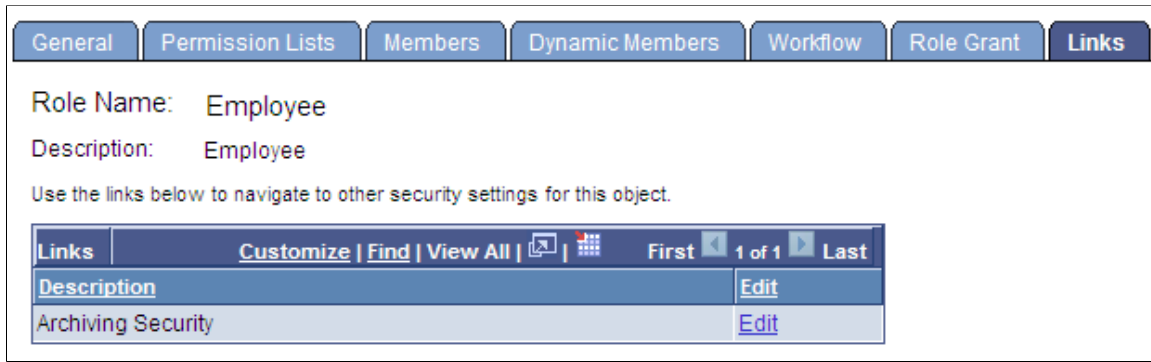 General Permission Lists Members Dynamic Members Workflow Role Grant Links
Role Name: Employee
Description: Employee
Use the links below to navigate to other security settings for this object.
Links Customize | Find | View All | | First 1 of 1 Last
Description Edit
Archiving Security Edit